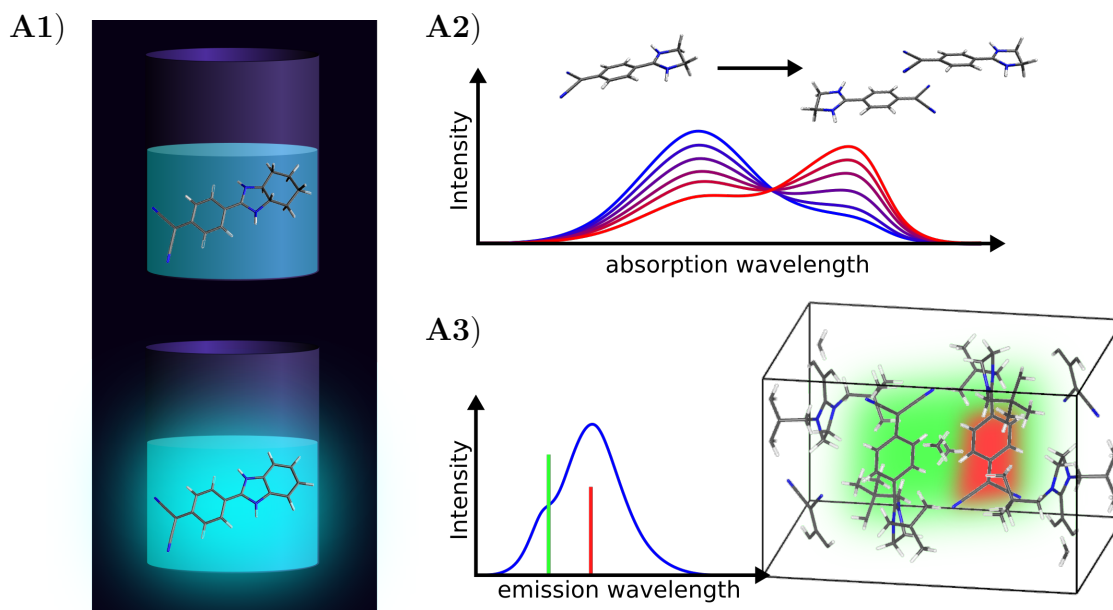 A1)
A2)
Intensity
absorption wavelength
A3)
Intensity
emission wavelength